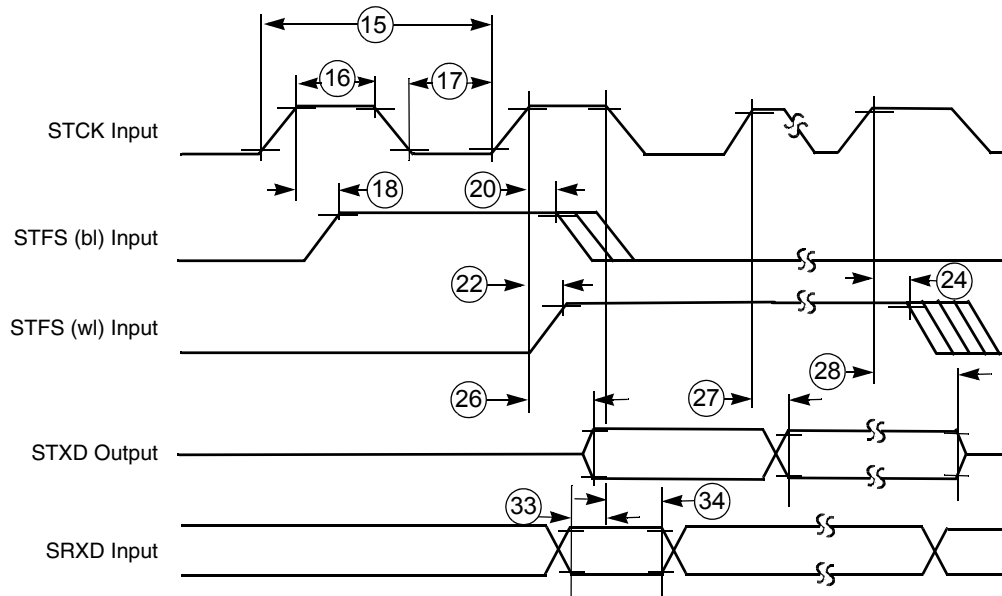 15
16
17
STCK Input
18
20
STFS (bl) Input
22
24
STFS (wl) Input
26
27
28
STXD Output
33
34
SRXD Input